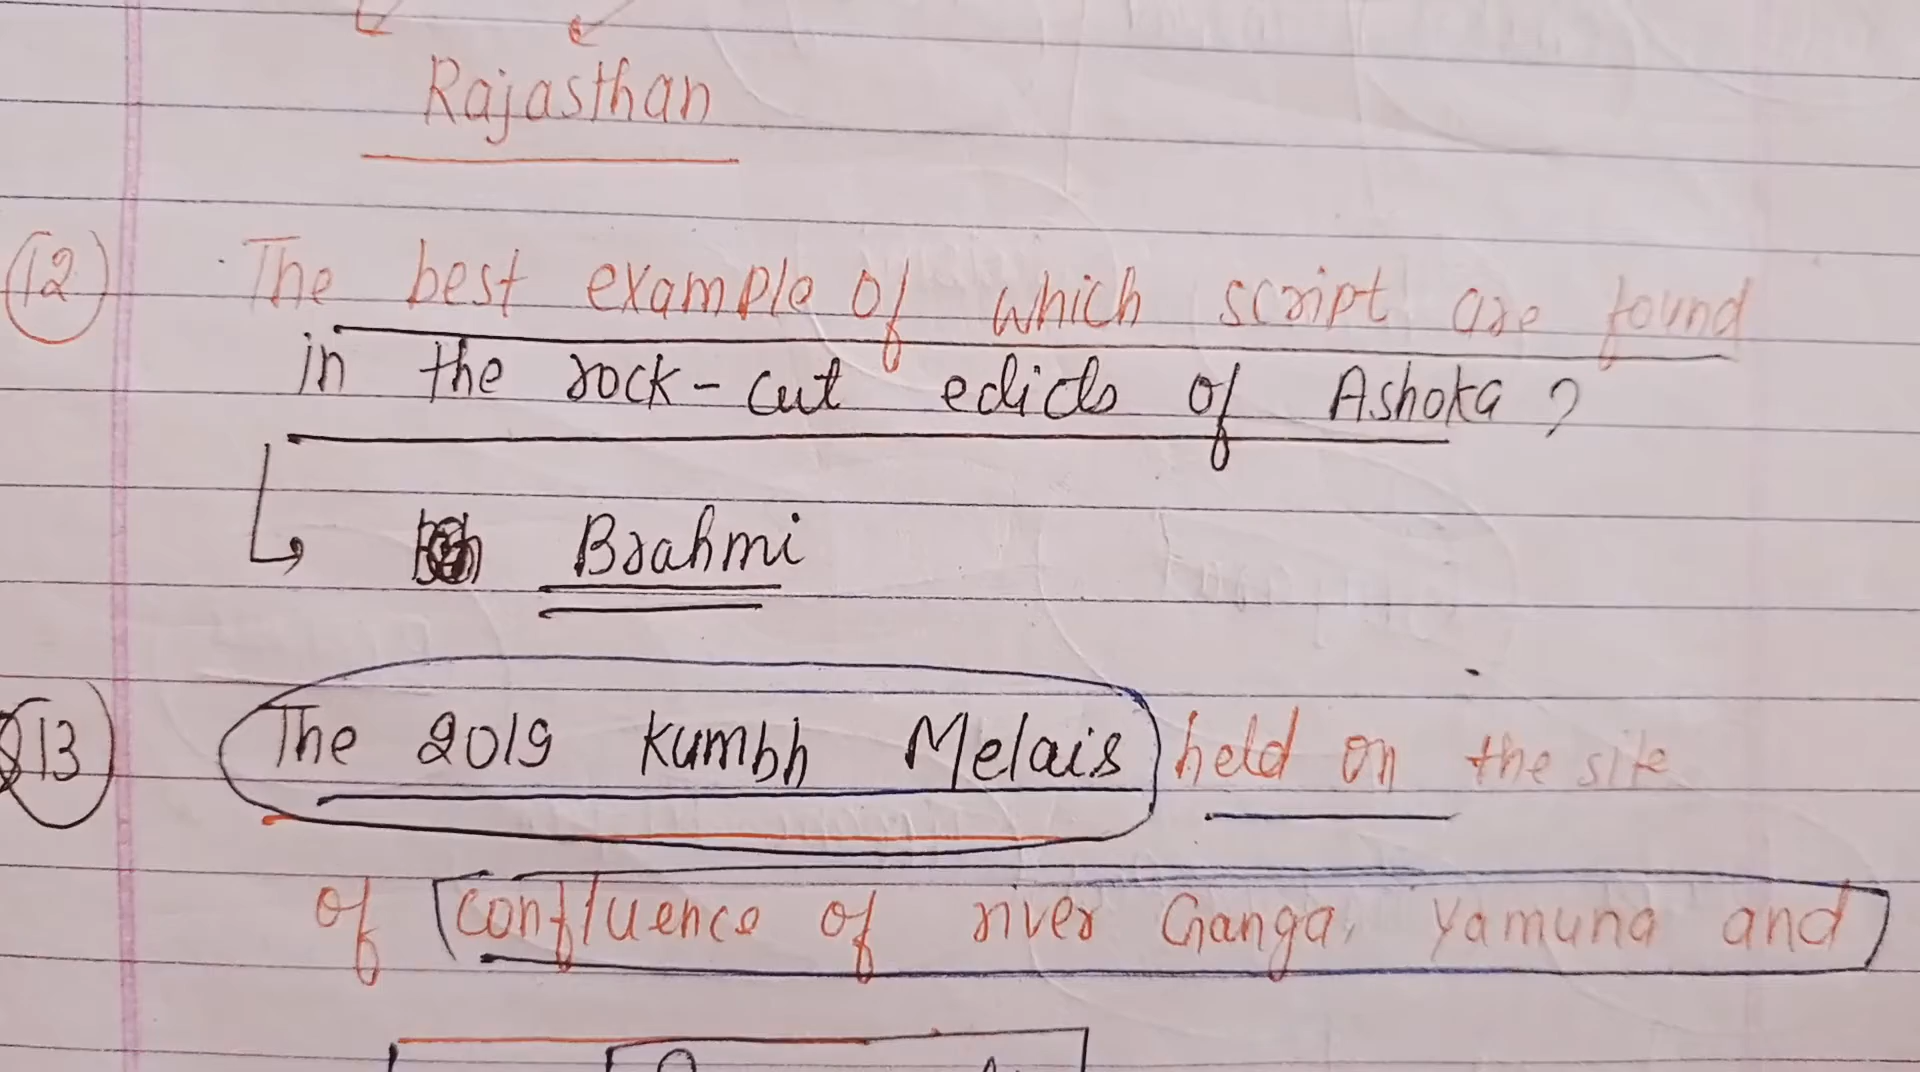 Rajasthan
12 The best example of which script are found
in the rock-cut edicts of Ashoka?
Brahmi
13 The 2019 Kumbh Melais held on the site
of confluence of river Ganga, Yamuna and